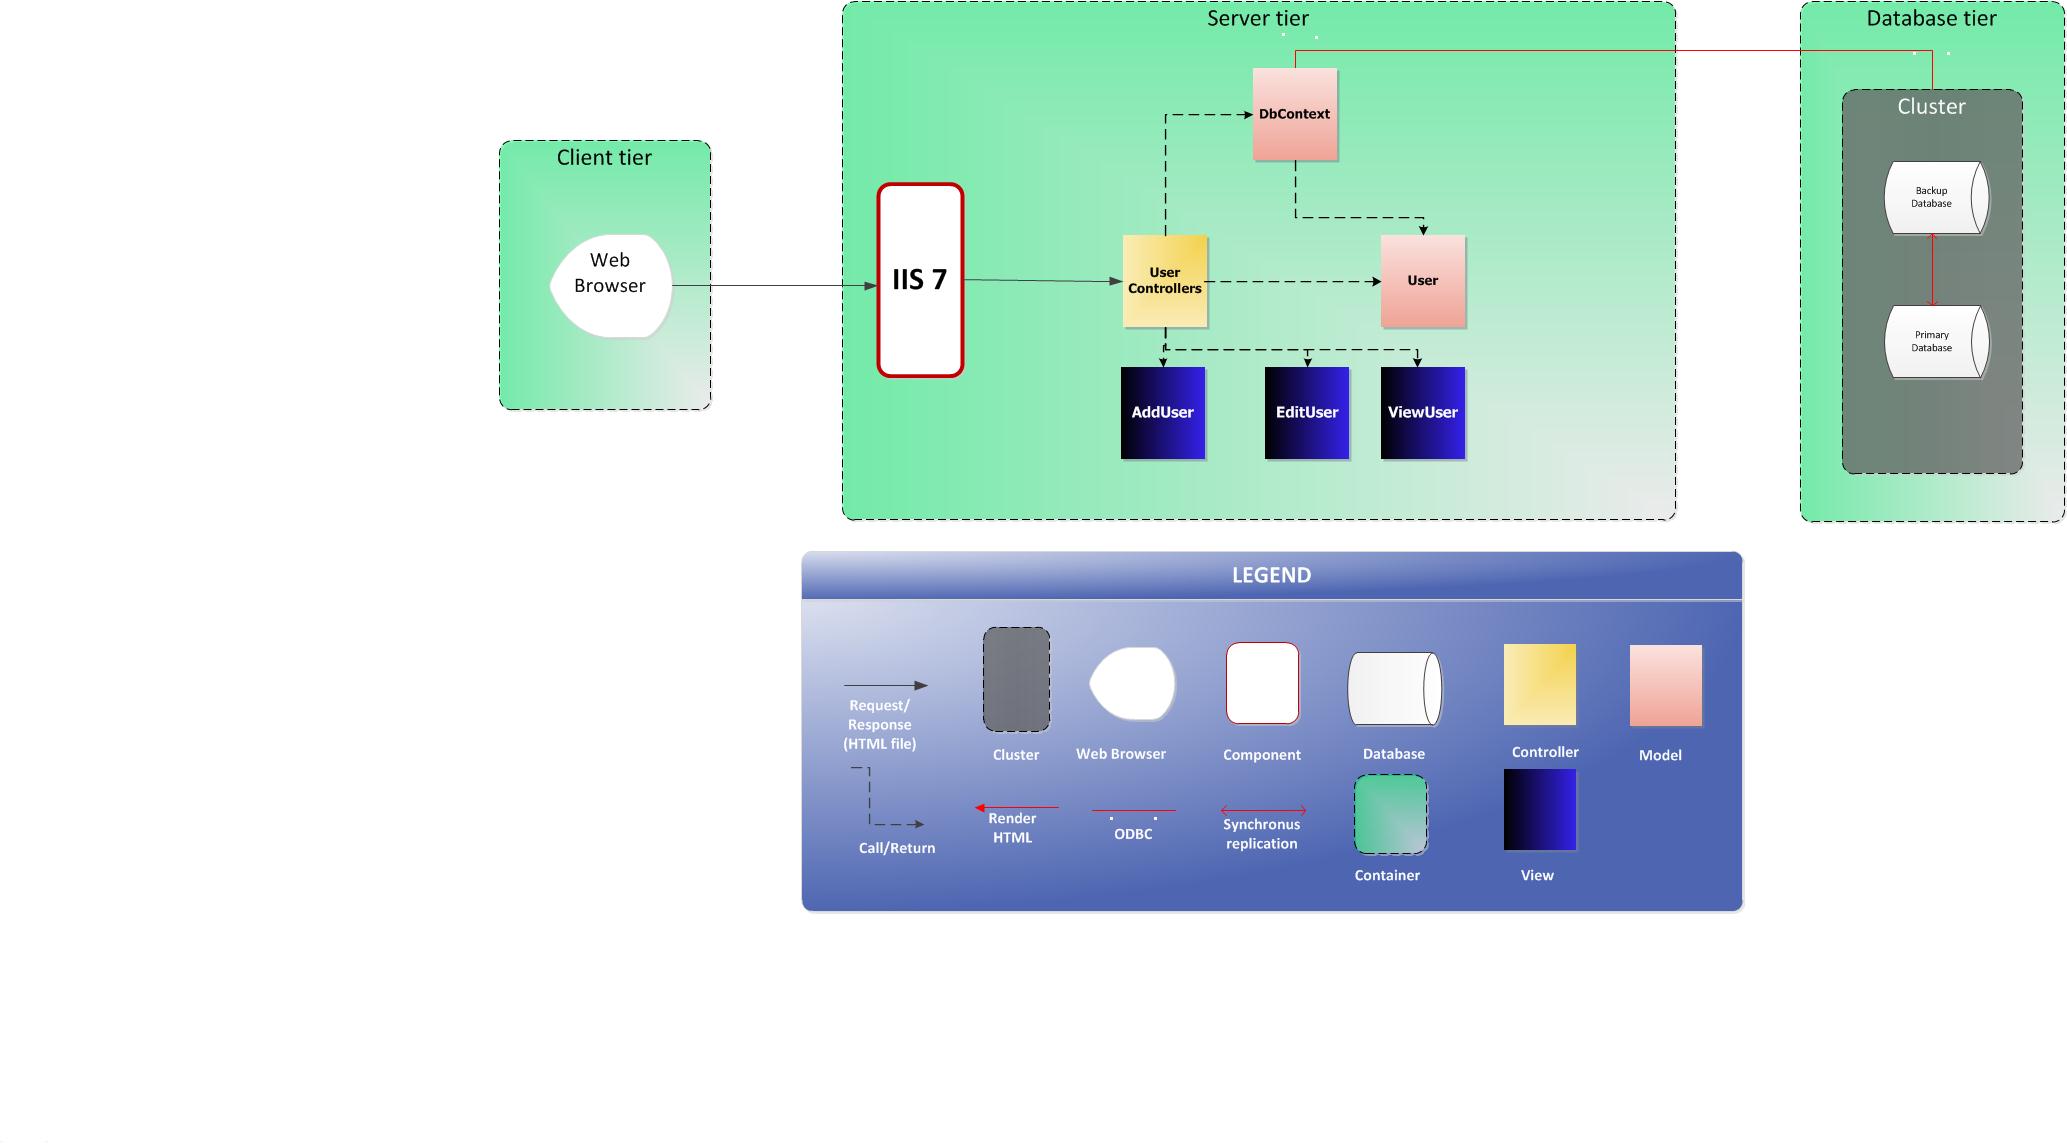 Server tier
Database tier
Cluster
DbContext
Client tier
Backup
Database
Web
Browser
IIS 7
User
Controllers
User
Primary
Database
AddUser
EditUser
ViewUser
LEGEND
Request/
Response
(HTML file)
Cluster
Web Browser
Component
Database
Controller
Model
Call/Return
Render
HTML
ODBC
Synchronus
replication
Container
View